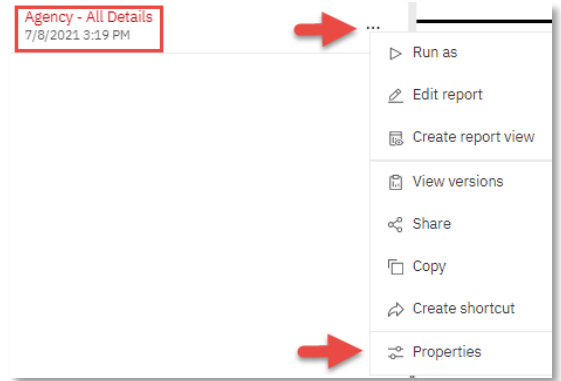 Agency - All Details
7/8/2021 3:19 PM
...
Run as
Edit report
Create report view
View versions
Share
Copy
Create shortcut
Properties